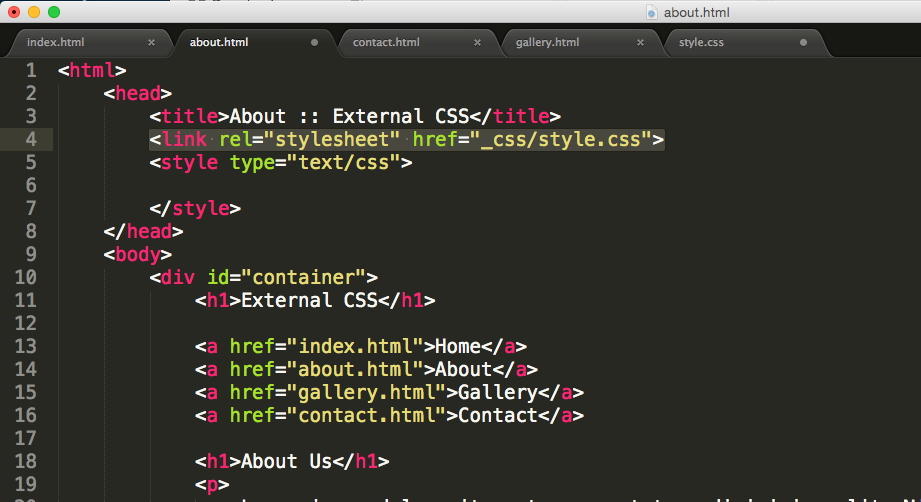 about.html
index.html × about.html contact.html × gallery.html × style.css
1 <html>
2 <head>
3 <title>About :: External CSS</title>
4 <link rel="stylesheet" href="_css/style.css">
5 <style type="text/css">
6
7 </style>
8 </head>
9 <body>
10 <div id="container">
11 <h1>External CSS</h1>
12
13 <a href="index.html">Home</a>
14 <a href="about.html">About</a>
15 <a href="gallery.html">Gallery</a>
16 <a href="contact.html">Contact</a>
17
18 <h1>About Us</h1>
19 <p>